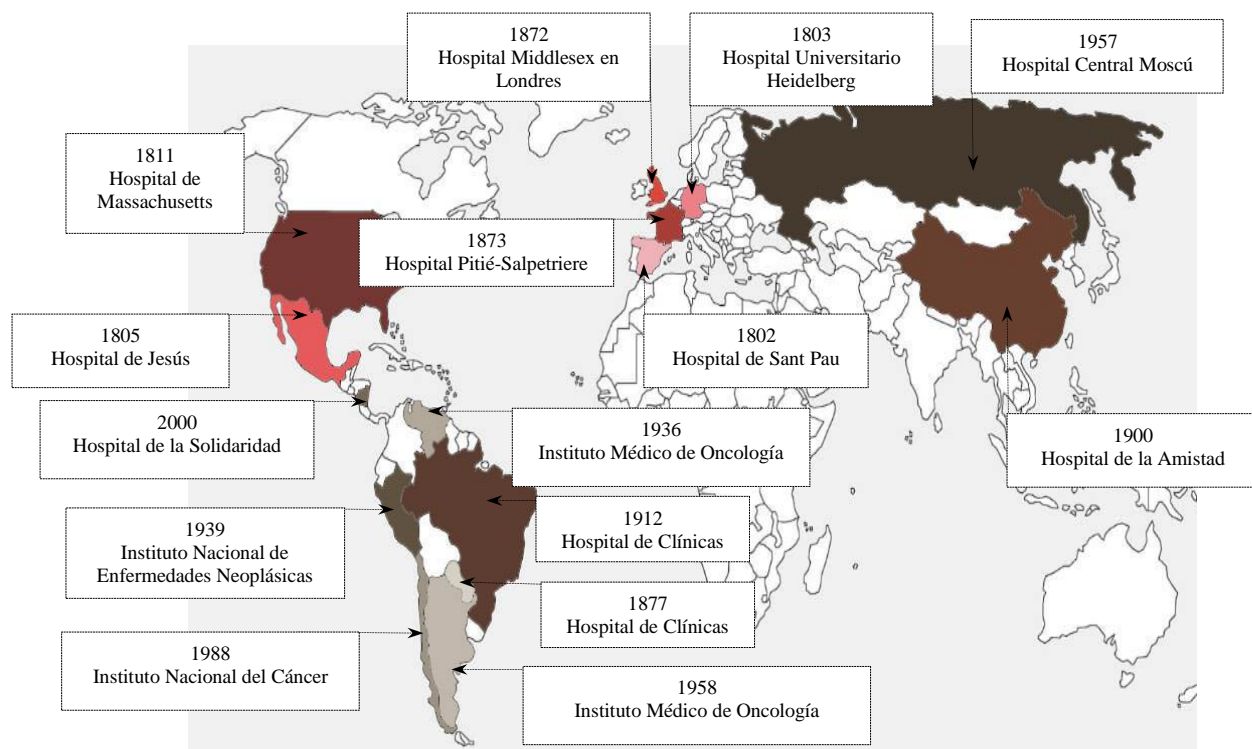 1872
Hospital Middlesex en
Londres
1803
Hospital Universitario
Heidelberg
1957
Hospital Central Moscú
1811
Hospital de
Massachusetts
1873
Hospital Pitié-Salpetriere
1805
Hospital de Jesús
1802
Hospital de Sant Pau
2000
Hospital de la Solidaridad
1936
Instituto Médico de Oncología
1900
Hospital de la Amistad
1939
Instituto Nacional de
Enfermedades Neoplásicas
1912
Hospital de Clínicas
1877
Hospital de Clínicas
1988
Instituto Nacional del Cáncer
1958
Instituto Médico de Oncología